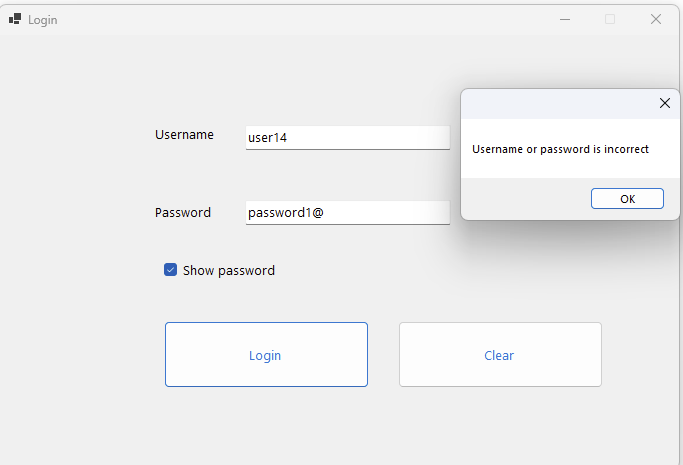 Login
Username
user14
Username or password is incorrect
OK
Password
password1@
Show password
Login
Clear